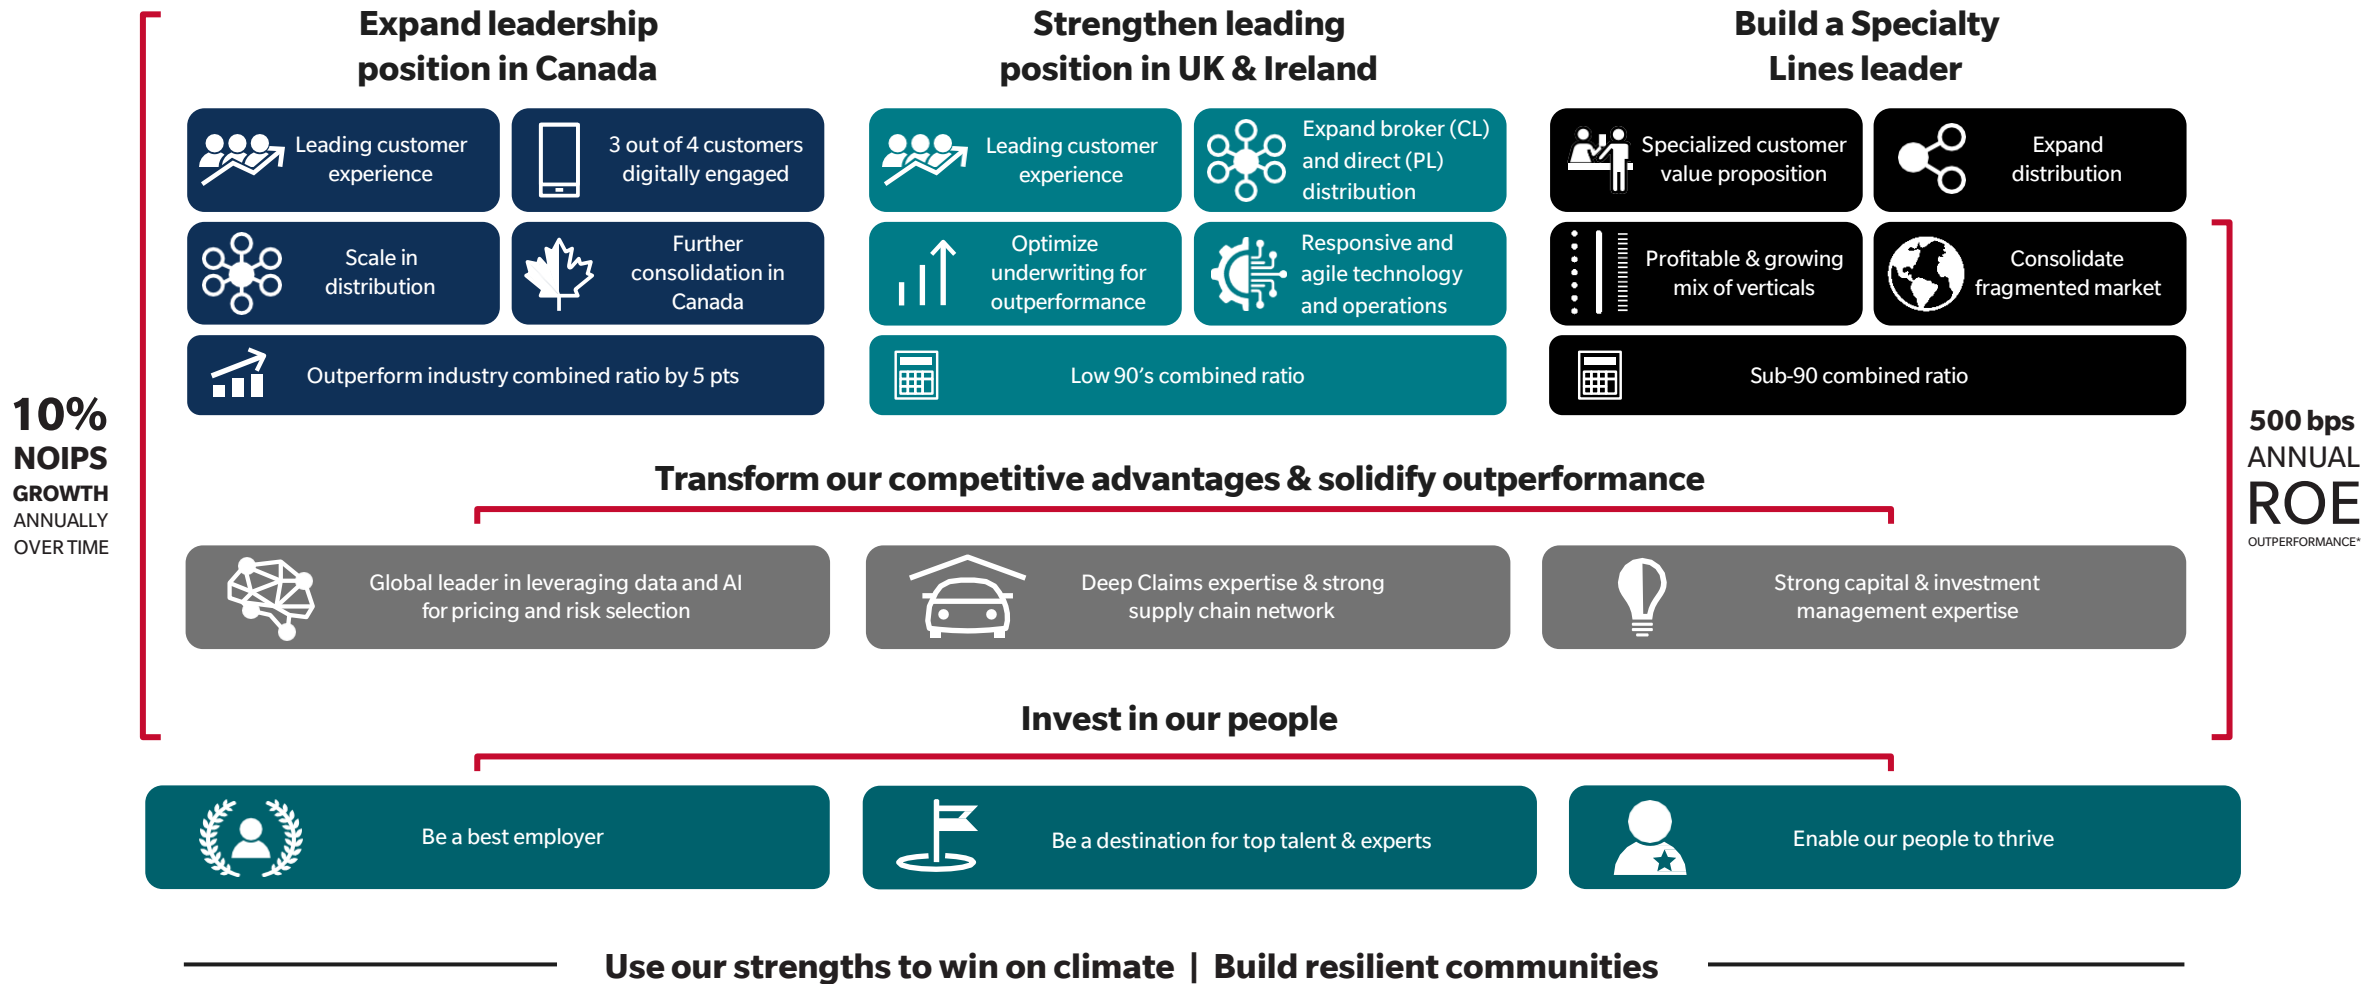 Expand leadership
position in Canada
Leading customer
experience
3 out of 4 customers
digitally engaged
Scale in
distribution
Further
consolidation in
Canada
Outperform industry combined ratio by 5 pts
Strengthen leading
position in UK & Ireland
Leading customer
experience
Expand broker (CL)
and direct (PL)
distribution
Optimize
underwriting for
outperformance
Responsive and
agile technology
and operations
Low 90’s combined ratio
Build a Specialty
Lines leader
Specialized customer
value proposition
Expand
distribution
Profitable & growing
mix of verticals
Consolidate
fragmented market
Sub-90 combined ratio
10%
NOIPS
GROWTH
ANNUALLY
OVER TIME
500 bps
ANNUAL
ROE
OUTPERFORMANCE*
Transform our competitive advantages & solidify outperformance
Global leader in leveraging data and AI
for pricing and risk selection
Deep Claims expertise & strong
supply chain network
Strong capital & investment
management expertise
Invest in our people
Be a best employer
Be a destination for top talent & experts
Enable our people to thrive
Use our strengths to win on climate | Build resilient communities